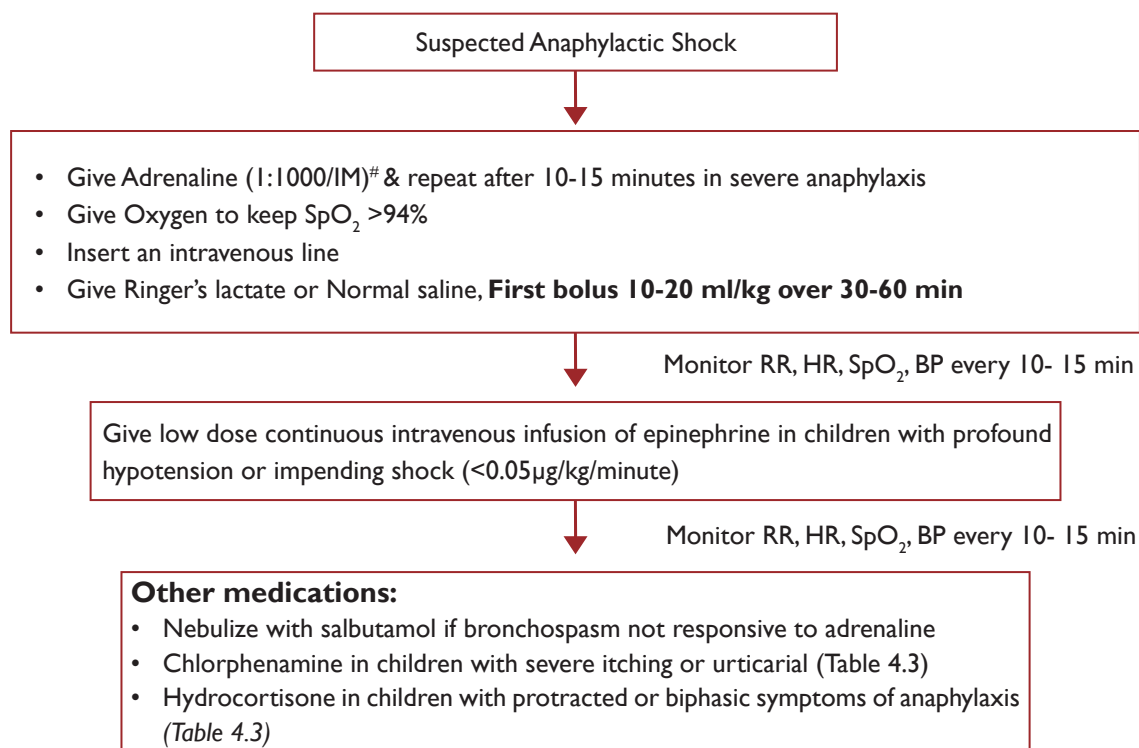 Suspected Anaphylactic Shock
• Give Adrenaline (1:1000/IM)# & repeat after 10-15 minutes in severe anaphylaxis
• Give Oxygen to keep SpO₂ >94%
• Insert an intravenous line
• Give Ringer's lactate or Normal saline, First bolus 10-20 ml/kg over 30-60 min
Monitor RR, HR, SpO₂, BP every 10- 15 min
Give low dose continuous intravenous infusion of epinephrine in children with profound
hypotension or impending shock (<0.05µg/kg/minute)
Monitor RR, HR, SpO₂, BP every 10- 15 min
Other medications:
• Nebulize with salbutamol if bronchospasm not responsive to adrenaline
• Chlorphenamine in children with severe itching or urticarial (Table 4.3)
• Hydrocortisone in children with protracted or biphasic symptoms of anaphylaxis
(Table 4.3)